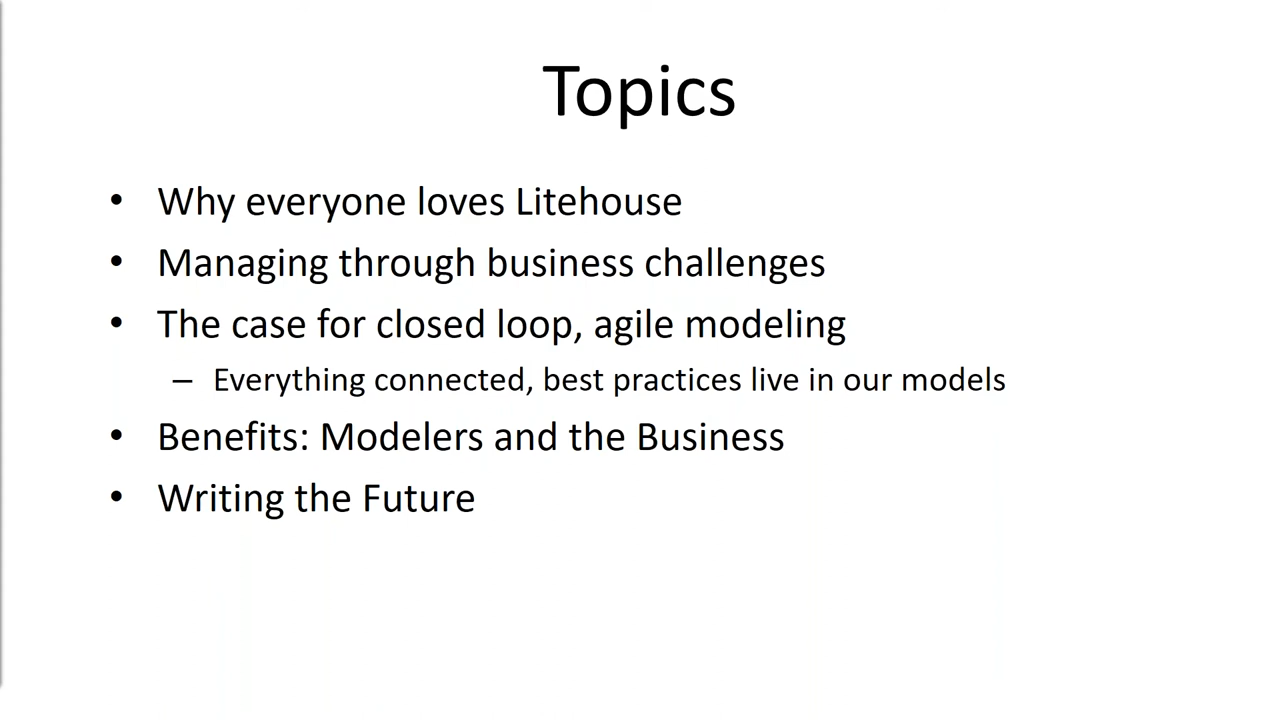 Topics
• Why everyone loves Litehouse
• Managing through business challenges
• The case for closed loop, agile modeling
– Everything connected, best practices live in our models
• Benefits: Modelers and the Business
• Writing the Future